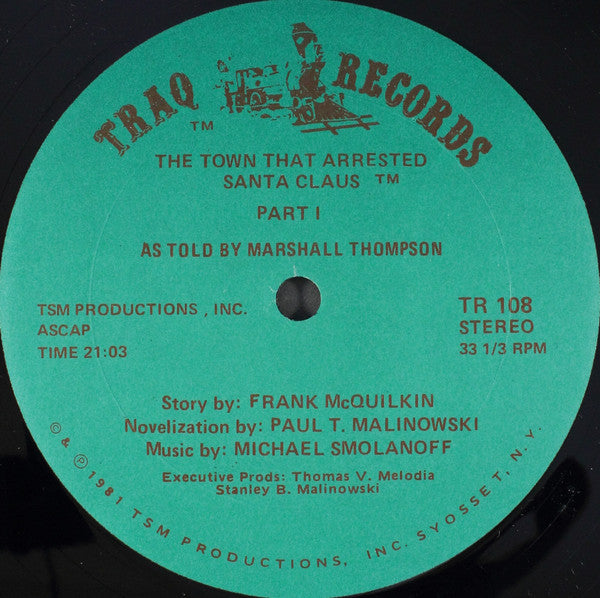 TRAQ RECORDS
TM
THE TOWN THAT ARRESTED
SANTA CLAUS TM
PART I
AS TOLD BY MARSHALL THOMPSON
TSM PRODUCTIONS , INC.
ASCAP
TIME 21:03
TR 108
STEREO
33 1/3 RPM
Story by: FRANK McQUILKIN
Novelization by: PAUL T. MALINOWSKI
Music by: MICHAEL SMOLANOFF
Executive Prods: Thomas V. Melodia
Stanley B. Malinowski
© & ℗ 1981 TSM PRODUCTIONS, INC. SYOSSET, N.Y.